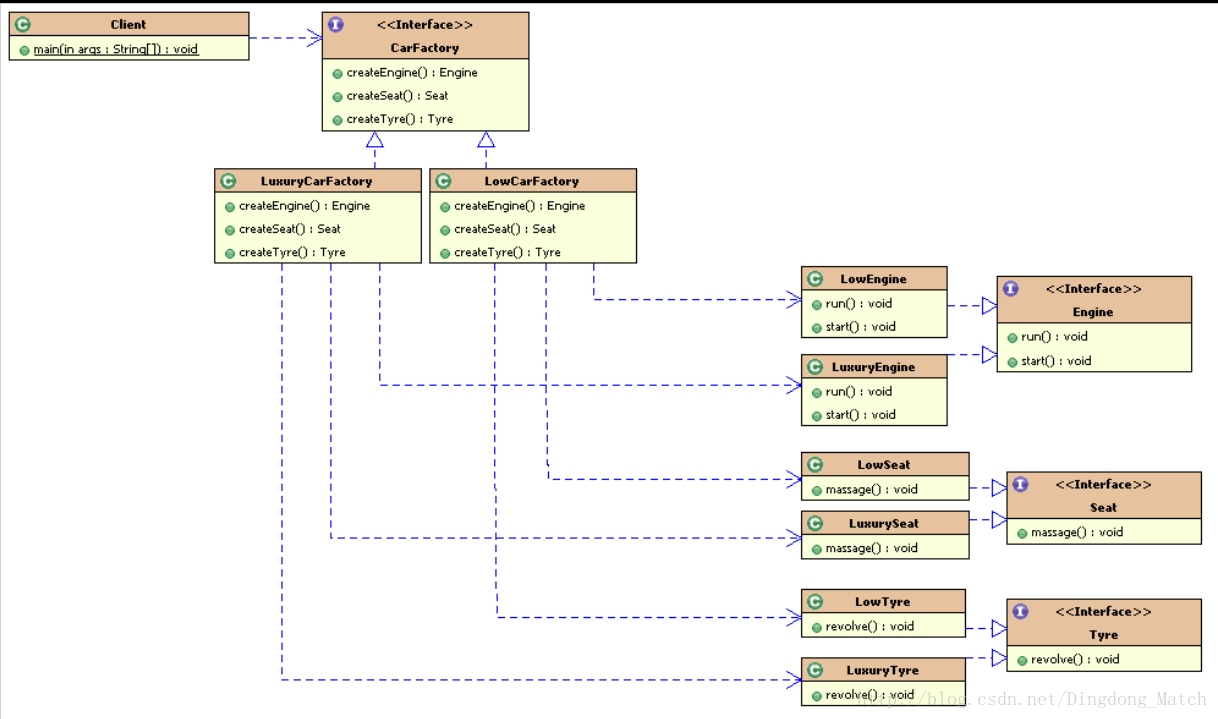 Client
main(in args : String[]) : void
<<Interface>>
CarFactory
createEngine() : Engine
createSeat() : Seat
createTyre() : Tyre
LuxuryCarFactory
createEngine() : Engine
createSeat() : Seat
createTyre() : Tyre
LowCarFactory
createEngine() : Engine
createSeat() : Seat
createTyre() : Tyre
LowEngine
run() : void
start() : void
<<Interface>>
Engine
run() : void
start() : void
LuxuryEngine
run() : void
start() : void
LowSeat
massage() : void
<<Interface>>
Seat
massage() : void
LuxurySeat
massage() : void
LowTyre
revolve() : void
<<Interface>>
Tyre
revolve() : void
LuxuryTyre
revolve() : void
http://blog.csdn.net/Dingdong_Match